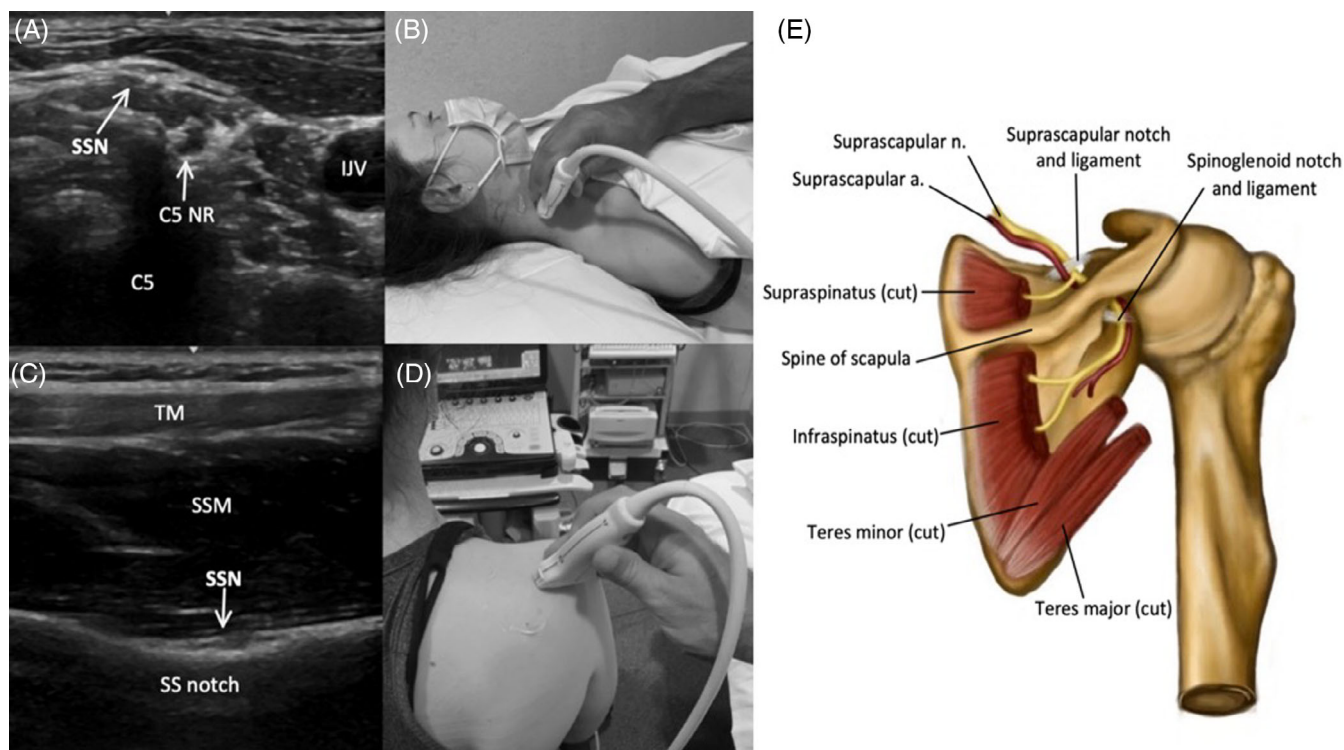 (A)
SSN
C5 NR
IJV
C5
(B)
(C)
TM
SSM
SSN
SS notch
(D)
(E)
Suprascapular n.
Suprascapular a.
Suprascapular notch
and ligament
Spinoglenoid notch
and ligament
Supraspinatus (cut)
Spine of scapula
Infraspinatus (cut)
Teres minor (cut)
Teres major (cut)